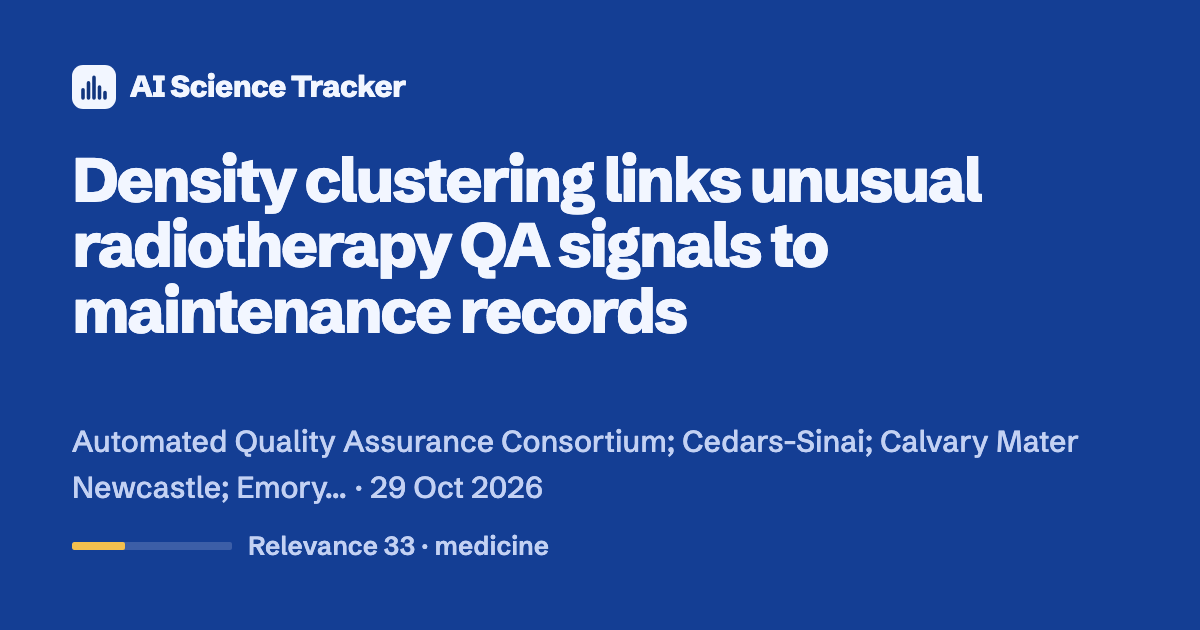 AI Science Tracker
Density clustering links unusual
radiotherapy QA signals to
maintenance records
Automated Quality Assurance Consortium; Cedars-Sinai; Calvary Mater
Newcastle; Emory... · 29 Oct 2026
Relevance 33 · medicine